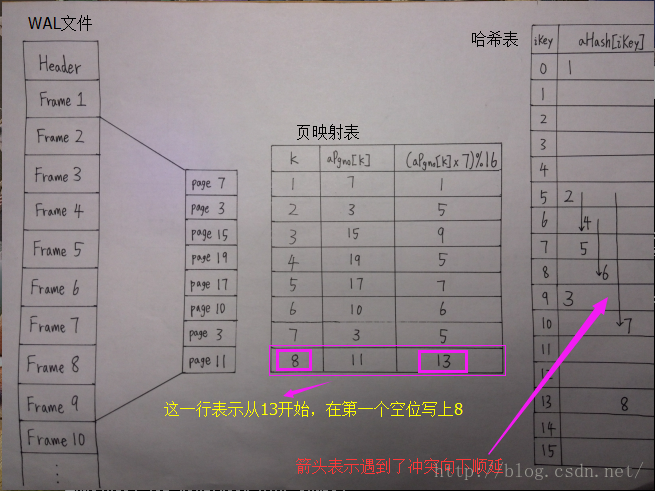 WAL文件
Header
Frame 1
Frame 2
Frame 3
Frame 4
Frame 5
Frame 6
Frame 7
Frame 8
Frame 9
Frame 10
page 7
page 3
page 15
page 19
page 17
page 10
page 3
page 11
页映射表
k aPgno[k] (aPgno[k]×7)%16
1 7 1
2 3 5
3 15 9
4 19 5
5 17 7
6 10 6
7 3 5
8 11 13
这一行表示从13开始，在第一个空位写上8
哈希表
iKey aHash[iKey]
0 1
1
2
3
4
5 2
6 4
7 5
8 6
9 3
10 7
11
12
13 8
14
15
箭头表示遇到了冲突向下顺延
http://blog.csdn.net/